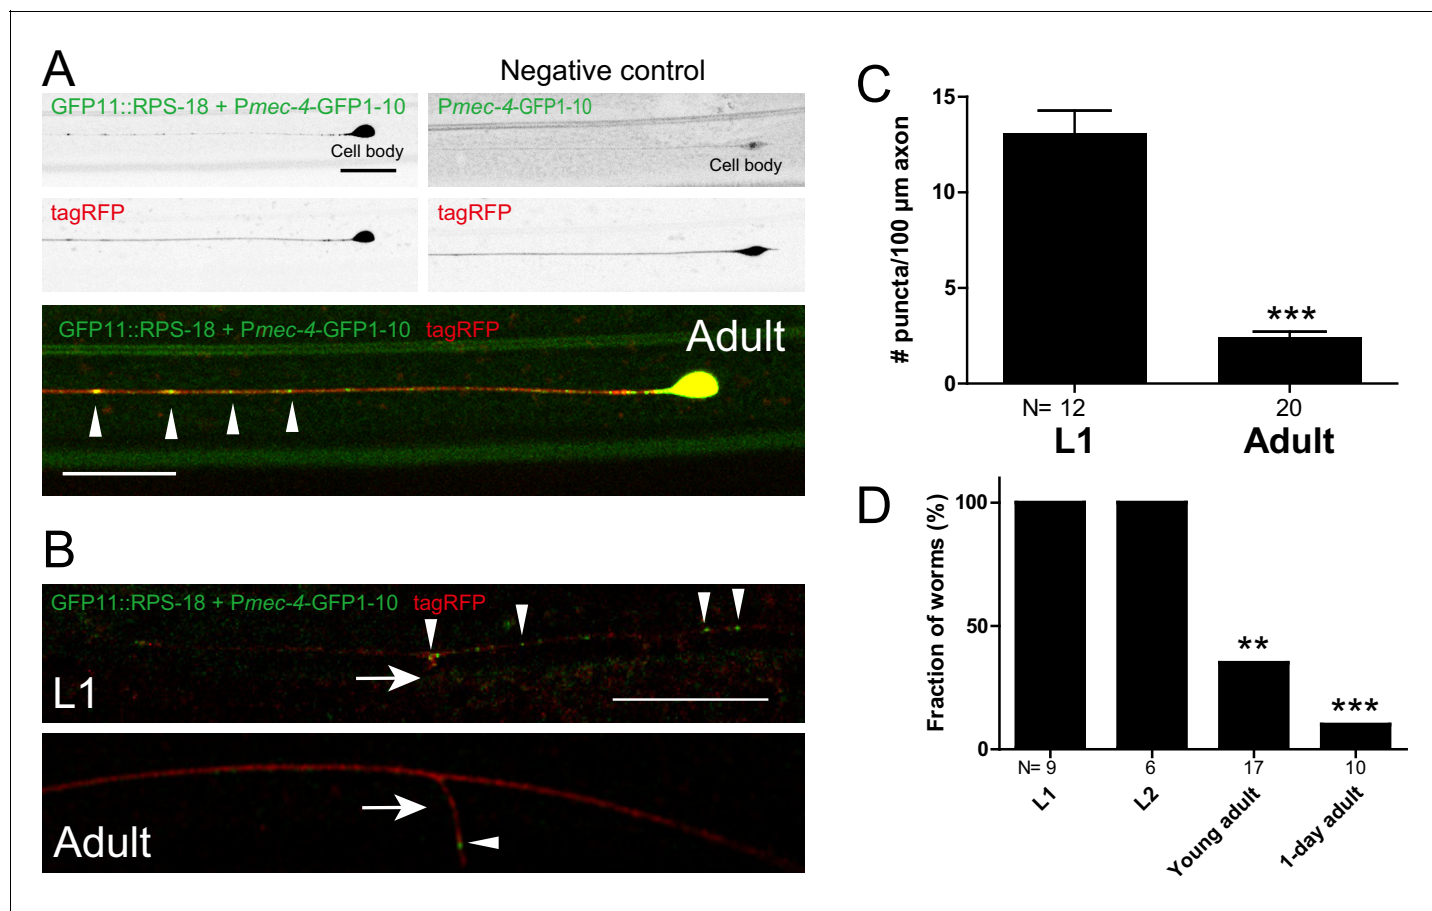 A
Negative control
GFP11::RPS-18 + Pmec-4-GFP1-10
Cell body
Pmec-4-GFP1-10
Cell body
tagRFP
tagRFP
GFP11::RPS-18 + Pmec-4-GFP1-10 tagRFP
Adult
B
GFP11::RPS-18 + Pmec-4-GFP1-10 tagRFP
L1
Adult
C
# puncta/100 µm axon
15
10
5
0
***
N= 12
20
L1
Adult
D
Fraction of worms (%)
100
50
0
**
***
N= 9
6
17
10
L1
L2
Young adult
1-day adult